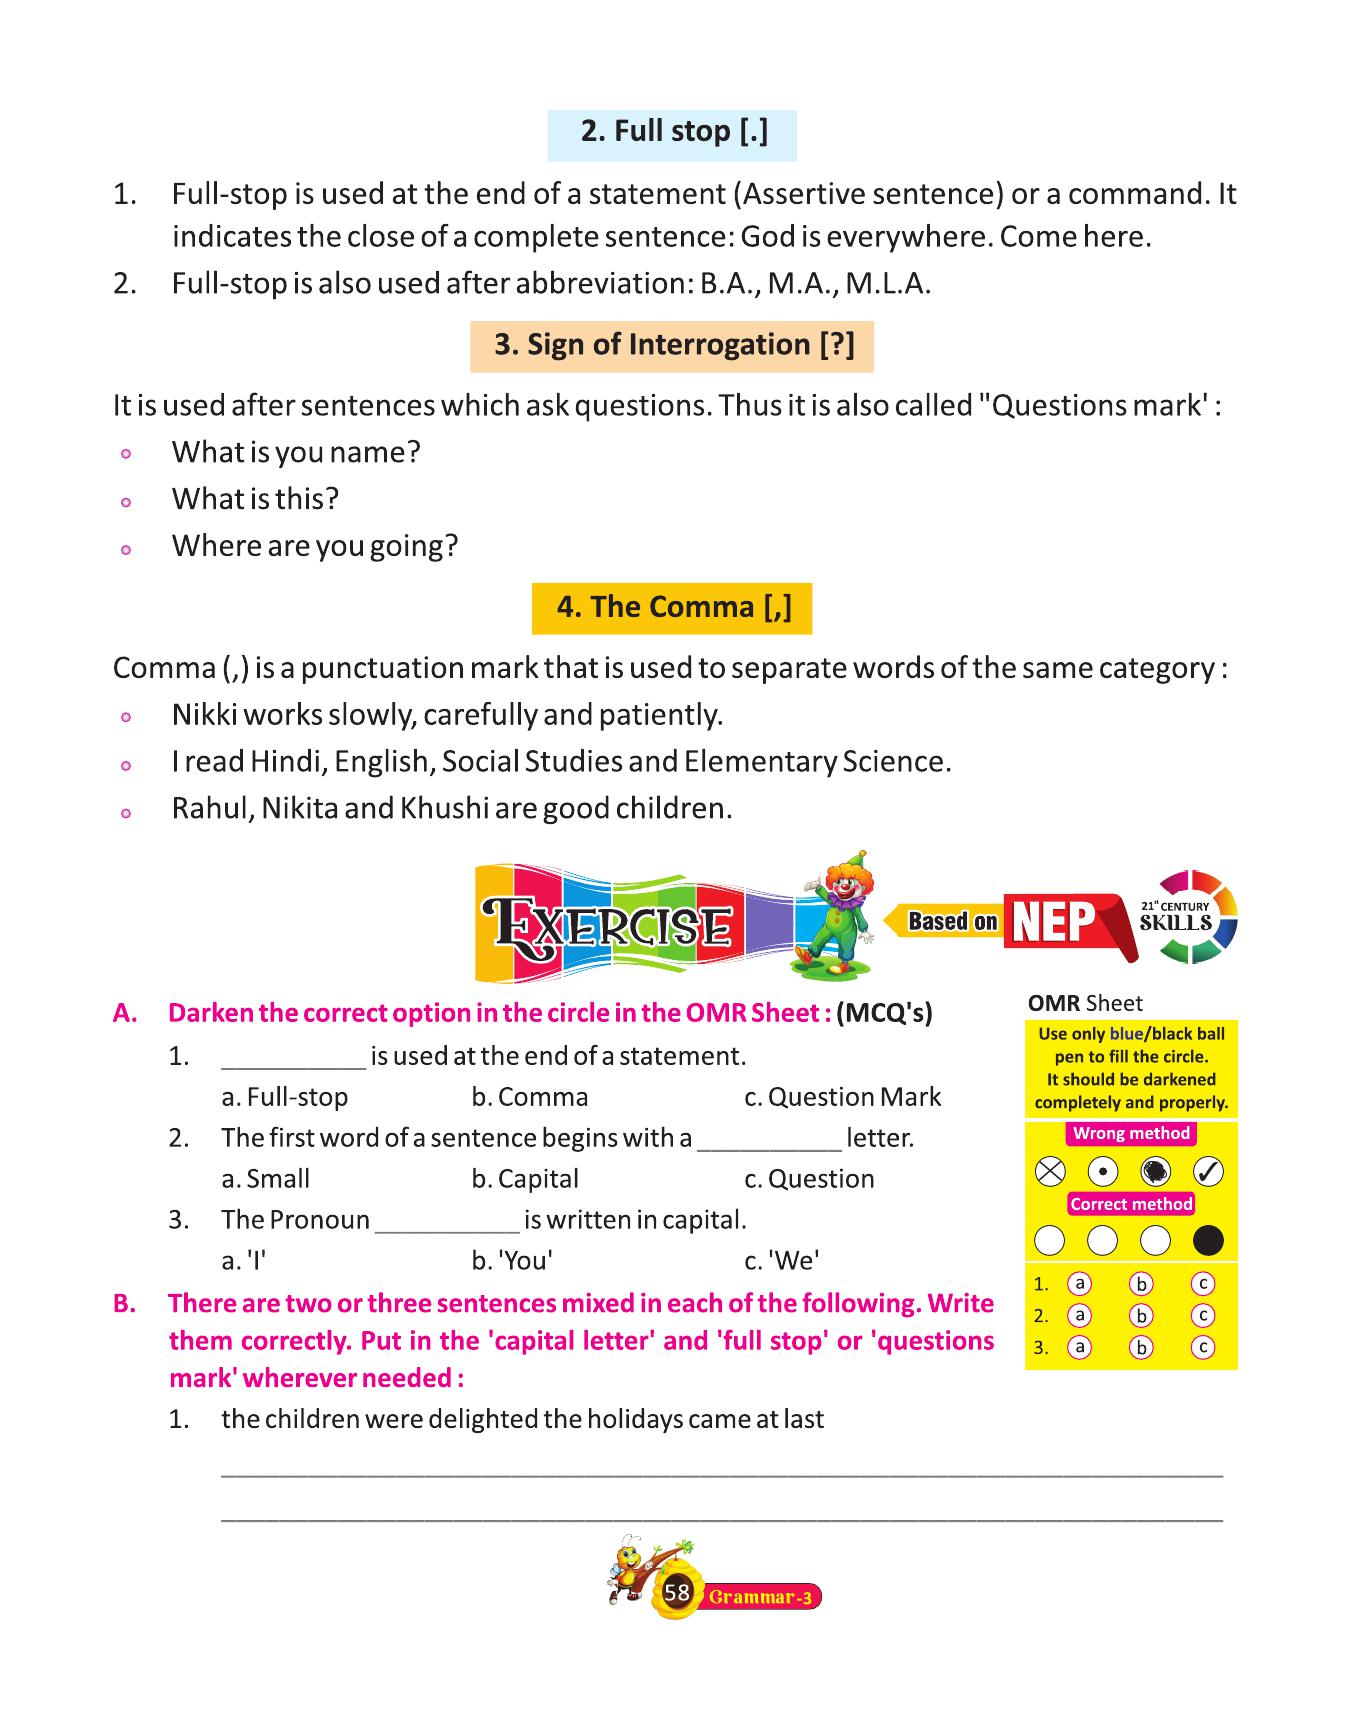 2. Full stop [.]
1. Full-stop is used at the end of a statement (Assertive sentence) or a command. It
indicates the close of a complete sentence: God is everywhere. Come here.
2. Full-stop is also used after abbreviation: B.A., M.A., M.L.A.
3. Sign of Interrogation [?]
It is used after sentences which ask questions. Thus it is also called "Questions mark' :
What is you name?
What is this?
Where are you going?
4. The Comma [,]
Comma (,) is a punctuation mark that is used to separate words of the same category :
Nikki works slowly, carefully and patiently.
I read Hindi, English, Social Studies and Elementary Science.
Rahul, Nikita and Khushi are good children.
EXERCISE
Based on NEP
21st CENTURY
SKILLS
A. Darken the correct option in the circle in the OMR Sheet : (MCQ's)
1. __________ is used at the end of a statement.
a. Full-stop b. Comma c. Question Mark
2. The first word of a sentence begins with a __________ letter.
a. Small b. Capital c. Question
3. The Pronoun __________ is written in capital.
a. 'I' b. 'You' c. 'We'
OMR Sheet
Use only blue/black ball
pen to fill the circle.
It should be darkened
completely and properly.
Wrong method
Correct method
1. a b c
2. a b c
3. a b c
B. There are two or three sentences mixed in each of the following. Write
them correctly. Put in the 'capital letter' and 'full stop' or 'questions
mark' wherever needed :
1. the children were delighted the holidays came at last
58 Grammar-3